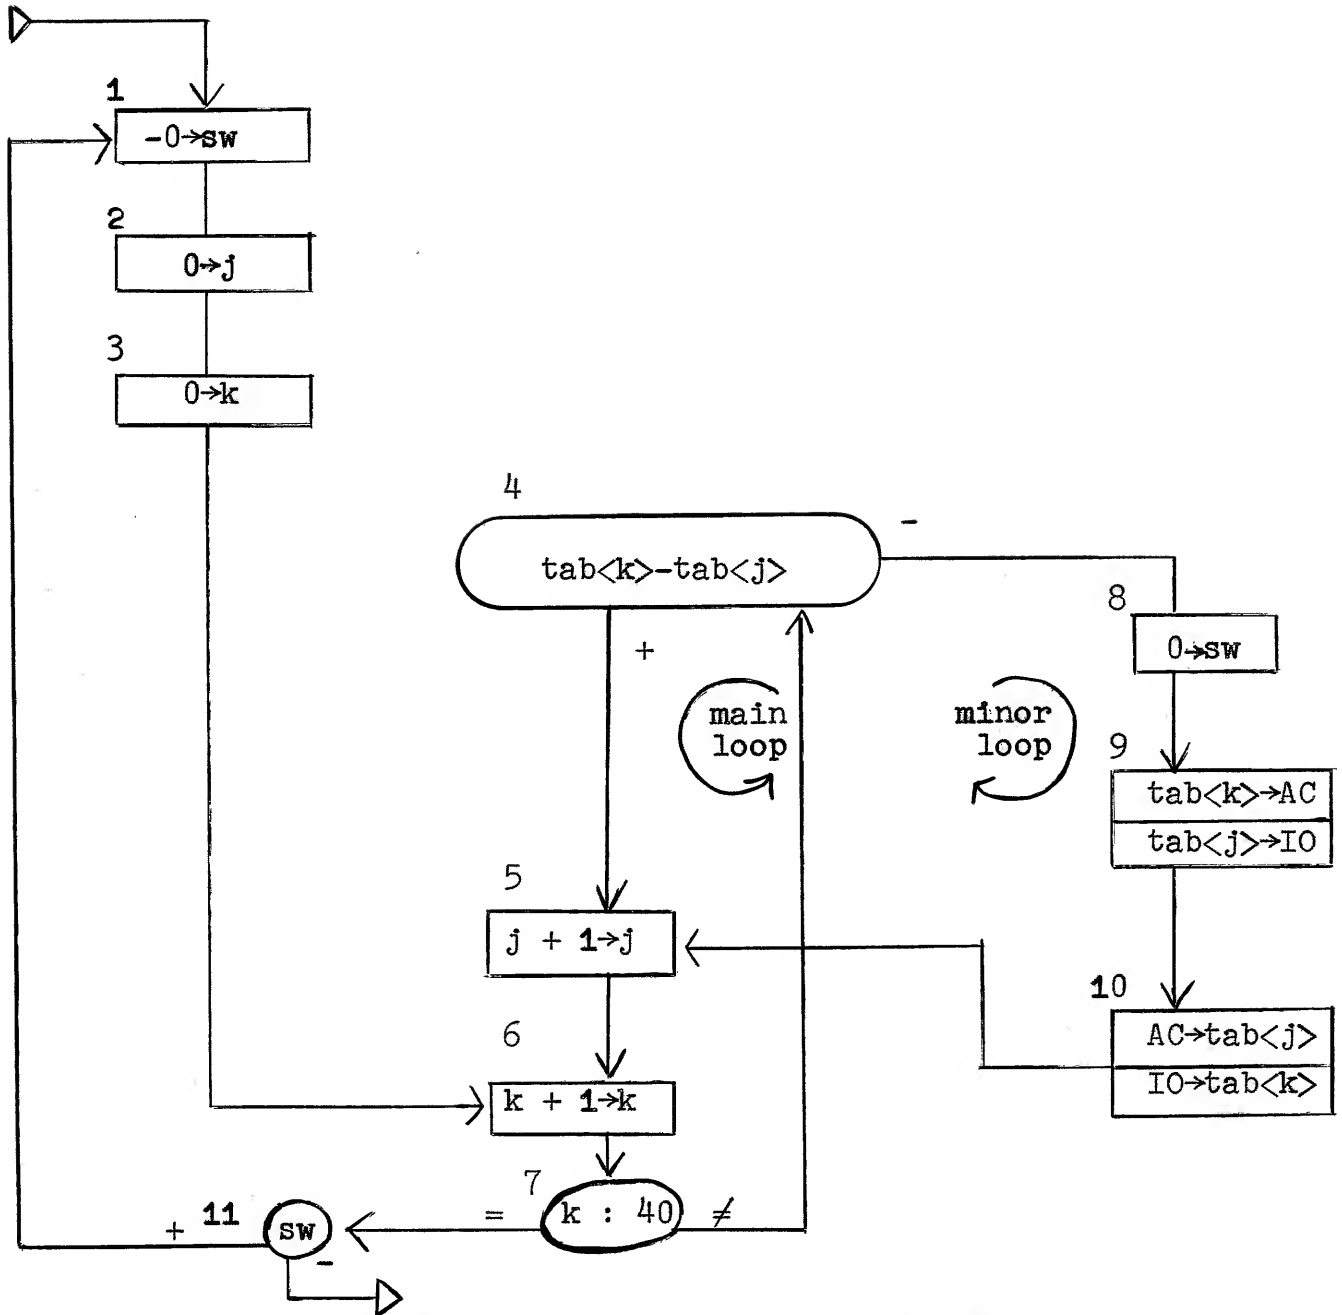 1
-0→sw
2
0→j
3
0→k
4
tab<k>-tab<j>
-
+
8
0→sw
main
loop
minor
loop
9
tab<k>→AC
tab<j>→IO
5
j + 1→j
10
AC→tab<j>
IO→tab<k>
6
k + 1→k
7
k : 40
=
≠
11
sw
+
-